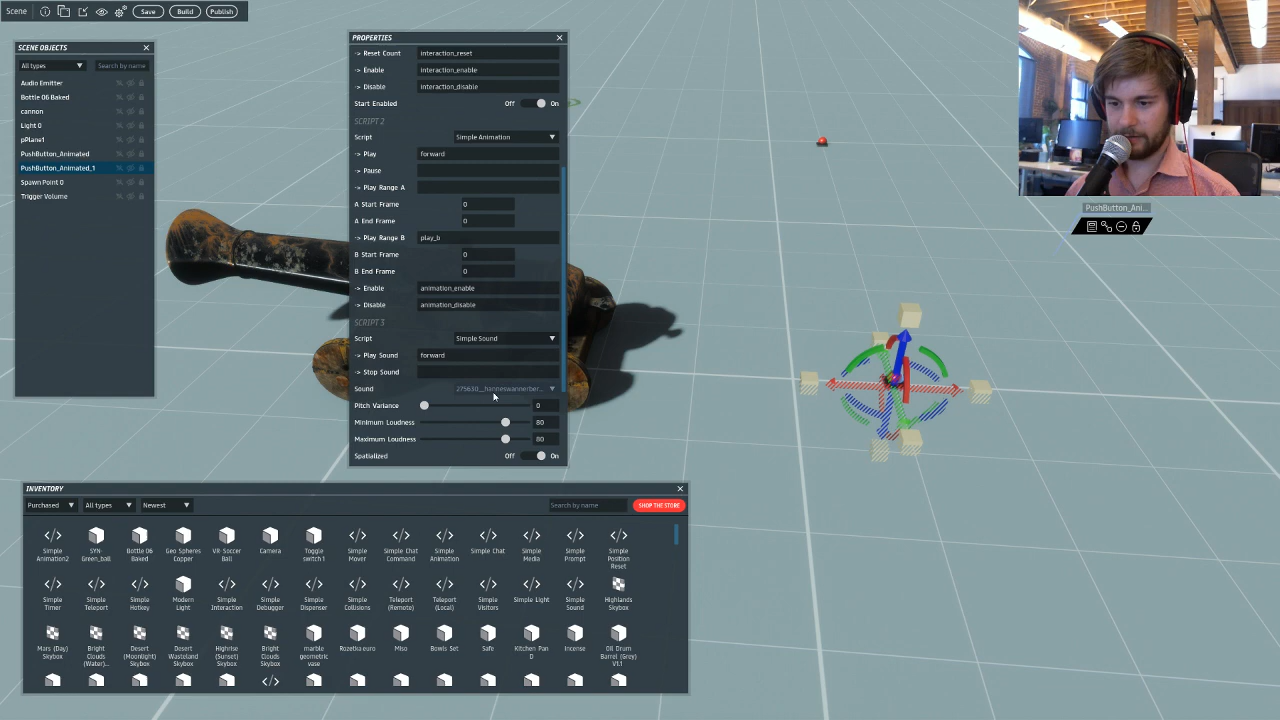 Scene
Save
Build
Publish
SCENE OBJECTS
All types
Search by name
Audio Emitter
Bottle 06 Baked
cannon
Light 0
pPlane1
PushButton_Animated
PushButton_Animated_1
Spawn Point 0
Trigger Volume
PROPERTIES
-> Reset Count interaction_reset
-> Enable interaction_enable
-> Disable interaction_disable
Start Enabled Off On
SCRIPT 2
Script Simple Animation
-> Play forward
-> Pause
-> Play Range A
A Start Frame 0
A End Frame 0
-> Play Range B play_b
B Start Frame 0
B End Frame 0
-> Enable animation_enable
-> Disable animation_disable
SCRIPT 3
Script Simple Sound
-> Play Sound forward
-> Stop Sound
Sound 275630__hanneswannerber...
Pitch Variance 0
Minimum Loudness 80
Maximum Loudness 80
Spatialized Off On
PushButton_Ani...
INVENTORY
Purchased All types Newest Search by name SHOP THE STORE
Simple Animation2
SYN-Green_ball
Bottle 06 Baked
Geo Spheres Copper
VR-Soccer Ball
Camera
Toggle switch 1
Simple Mover
Simple Chat Command
Simple Animation
Simple Chat
Simple Media
Simple Prompt
Simple Position Reset
Simple Timer
Simple Teleport
Simple Hotkey
Modern Light
Simple Interaction
Simple Debugger
Simple Dispenser
Simple Collisions
Teleport (Remote)
Teleport (Local)
Simple Visitors
Simple Light
Simple Sound
Highlands Skybox
Mars (Day) Skybox
Bright Clouds (Water)...
Desert (Moonlight) Skybox
Desert Wasteland Skybox
Highrise (Sunset) Skybox
Bright Clouds Skybox
marble geometric vase
Rozetka euro
Miso
Bowls Set
Safe
Kitchen Pan D
Incense
Oil Drum Barrel (Grey) V1.1